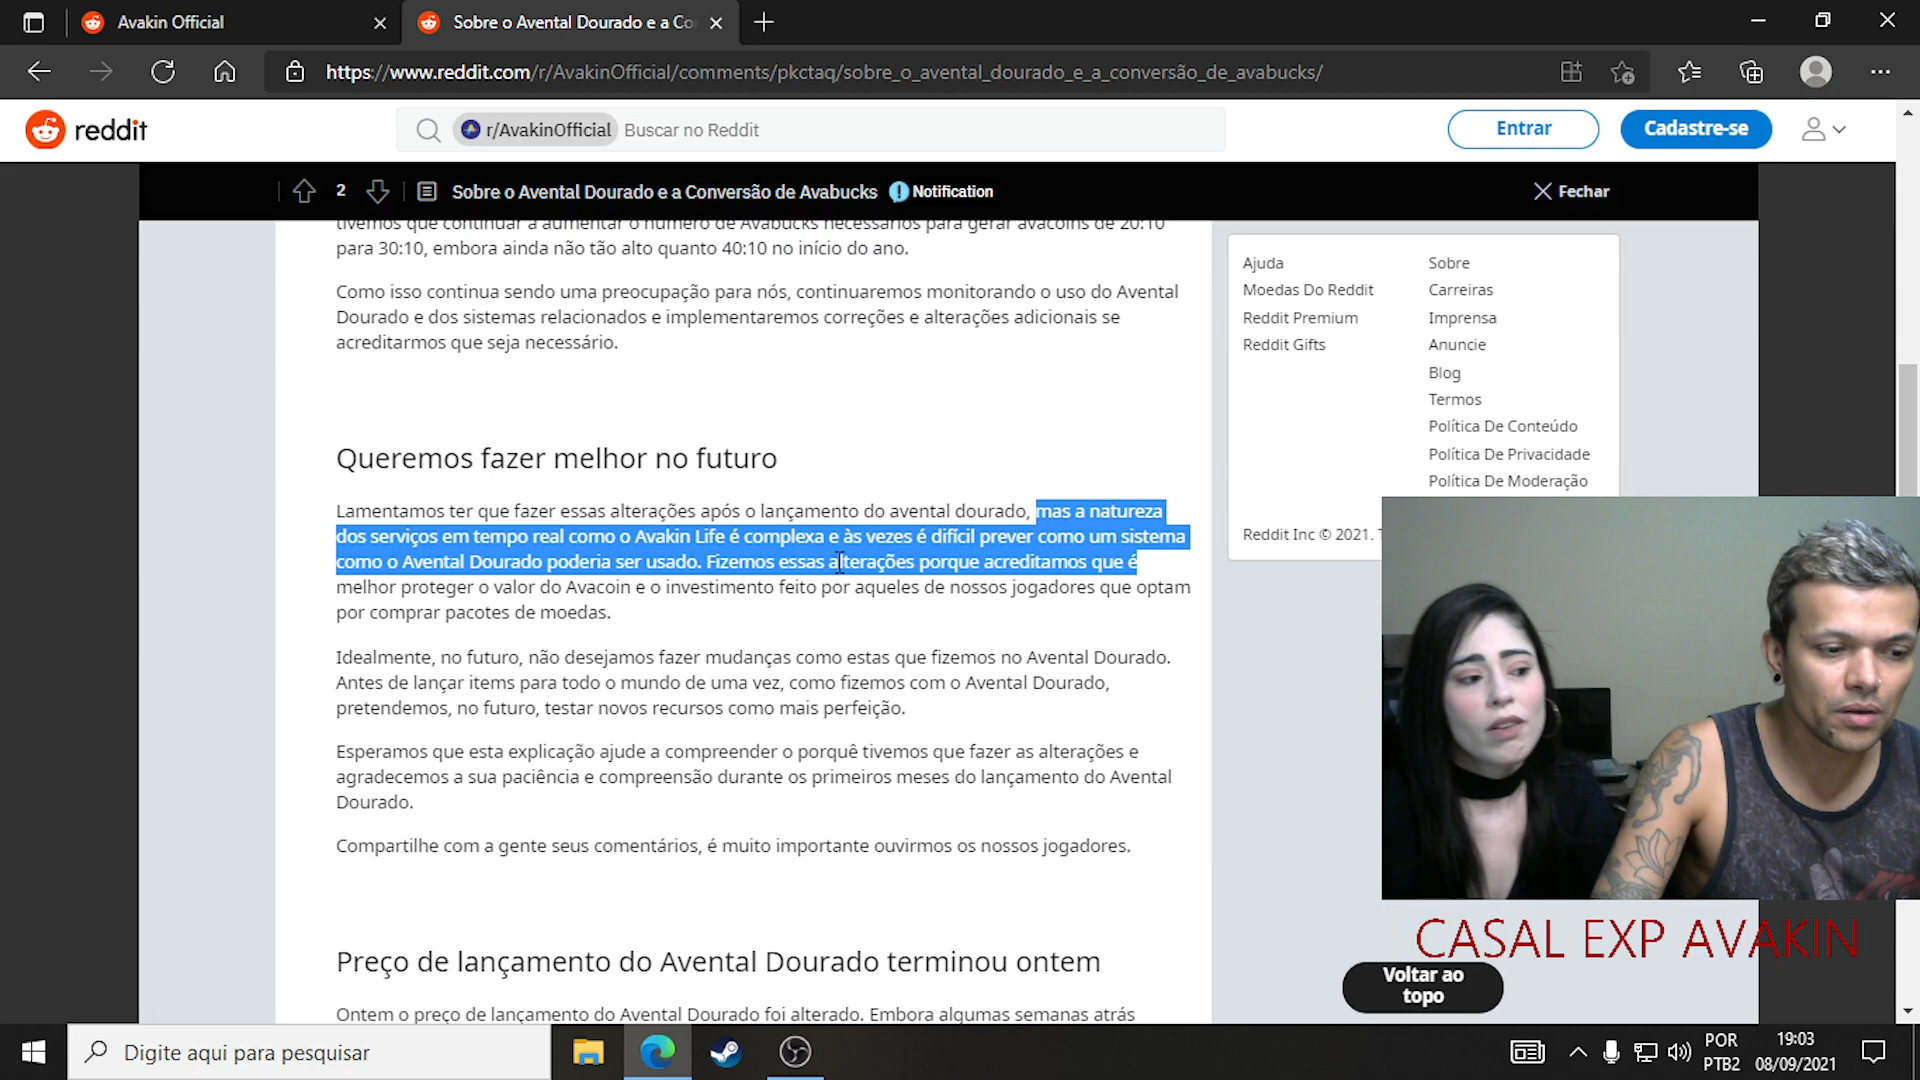 Avakin Official
Sobre o Avental Dourado e a Co
https://www.reddit.com/r/AvakinOfficial/comments/pkctaq/sobre_o_avental_dourado_e_a_conversão_de_avabucks/
reddit
r/AvakinOfficial
Buscar no Reddit
Entrar
Cadastre-se
2
Sobre o Avental Dourado e a Conversão de Avabucks
Notification
Fechar
tivemos que continuar a aumentar o número de Avabucks necessários para gerar avacoins de 20:10
para 30:10, embora ainda não tão alto quanto 40:10 no início do ano.
Como isso continua sendo uma preocupação para nós, continuaremos monitorando o uso do Avental
Dourado e dos sistemas relacionados e implementaremos correções e alterações adicionais se
acreditarmos que seja necessário.
Queremos fazer melhor no futuro
Lamentamos ter que fazer essas alterações após o lançamento do avental dourado, mas a natureza
dos serviços em tempo real como o Avakin Life é complexa e às vezes é difícil prever como um sistema
como o Avental Dourado poderia ser usado. Fizemos essas alterações porque acreditamos que é
melhor proteger o valor do Avacoin e o investimento feito por aqueles de nossos jogadores que optam
por comprar pacotes de moedas.
Idealmente, no futuro, não desejamos fazer mudanças como estas que fizemos no Avental Dourado.
Antes de lançar items para todo o mundo de uma vez, como fizemos com o Avental Dourado,
pretendemos, no futuro, testar novos recursos como mais perfeição.
Esperamos que esta explicação ajude a compreender o porquê tivemos que fazer as alterações e
agradecemos a sua paciência e compreensão durante os primeiros meses do lançamento do Avental
Dourado.
Compartilhe com a gente seus comentários, é muito importante ouvirmos os nossos jogadores.
Preço de lançamento do Avental Dourado terminou ontem
Ontem o preço de lançamento do Avental Dourado foi alterado. Embora algumas semanas atrás
Ajuda
Moedas Do Reddit
Reddit Premium
Reddit Gifts
Sobre
Carreiras
Imprensa
Anuncie
Blog
Termos
Política De Conteúdo
Política De Privacidade
Política De Moderação
Reddit Inc © 2021.
CASAL EXP AVAKIN
Voltar ao
topo
Digite aqui para pesquisar
POR
PTB2
19:03
08/09/2021